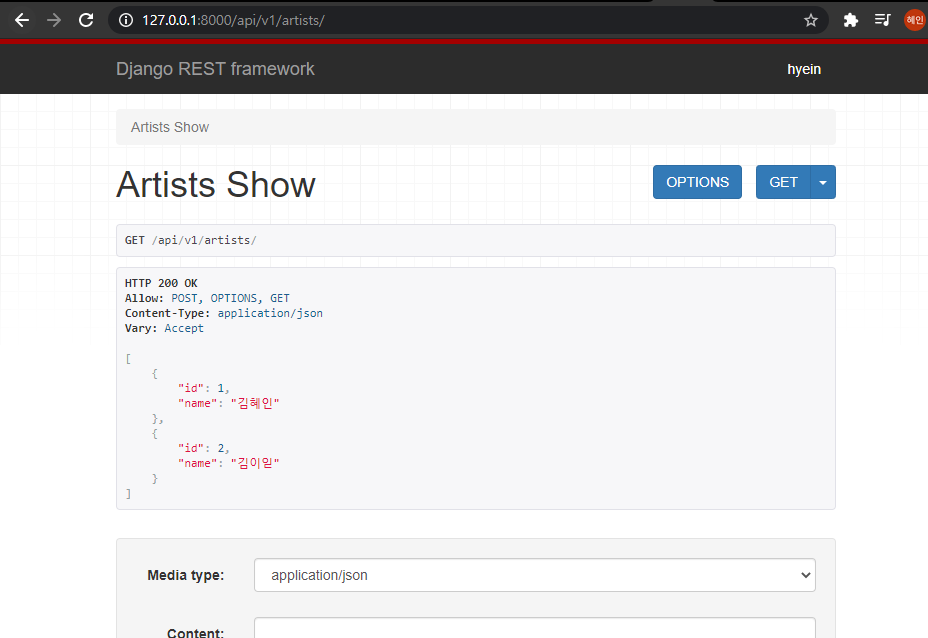 127.0.0.1:8000/api/v1/artists/
혜인
Django REST framework
hyein
Artists Show
Artists Show
OPTIONS
GET
GET /api/v1/artists/
HTTP 200 OK
Allow: POST, OPTIONS, GET
Content-Type: application/json
Vary: Accept
[
    {
        "id": 1,
        "name": "김혜인"
    },
    {
        "id": 2,
        "name": "김이일"
    }
]
Media type:
application/json
Content: